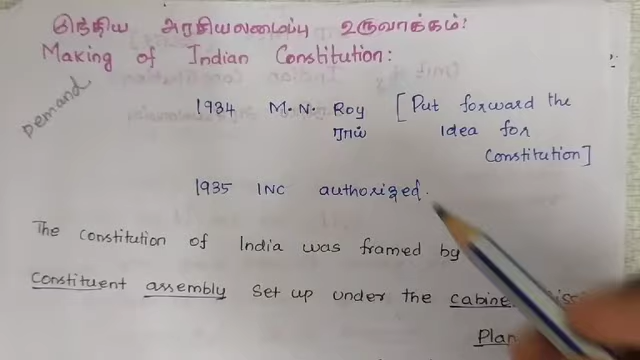 இந்திய அரசியலமைப்பு உருவாக்கம்:
Making of Indian Constitution:
Demand
1934 M.N. Roy [Put forward the
ராய் Idea for
Constitution]
1935 INC authorized.
The constitution of India was framed by
Constituent assembly set up under the
Plan